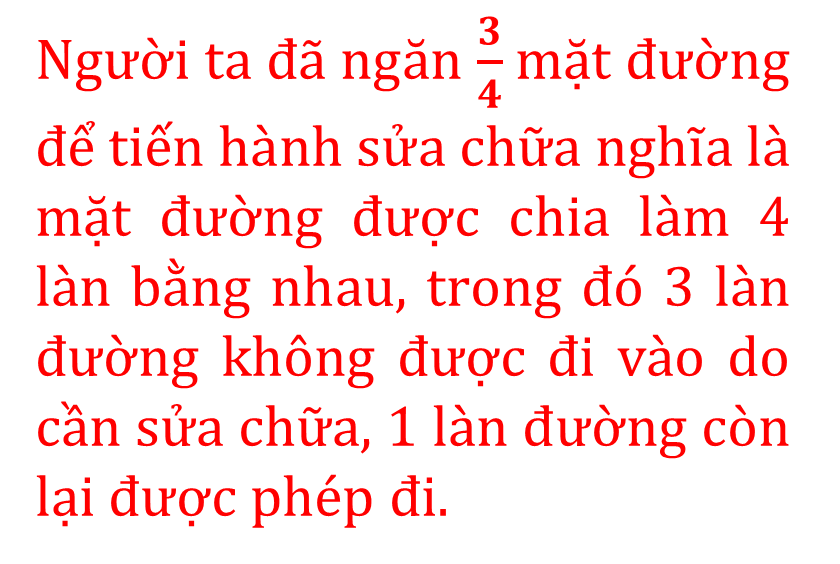 Người ta đã ngăn 3/4 mặt đường
để tiến hành sửa chữa nghĩa là
mặt đường được chia làm 4
làn bằng nhau, trong đó 3 làn
đường không được đi vào do
cần sửa chữa, 1 làn đường còn
lại được phép đi.